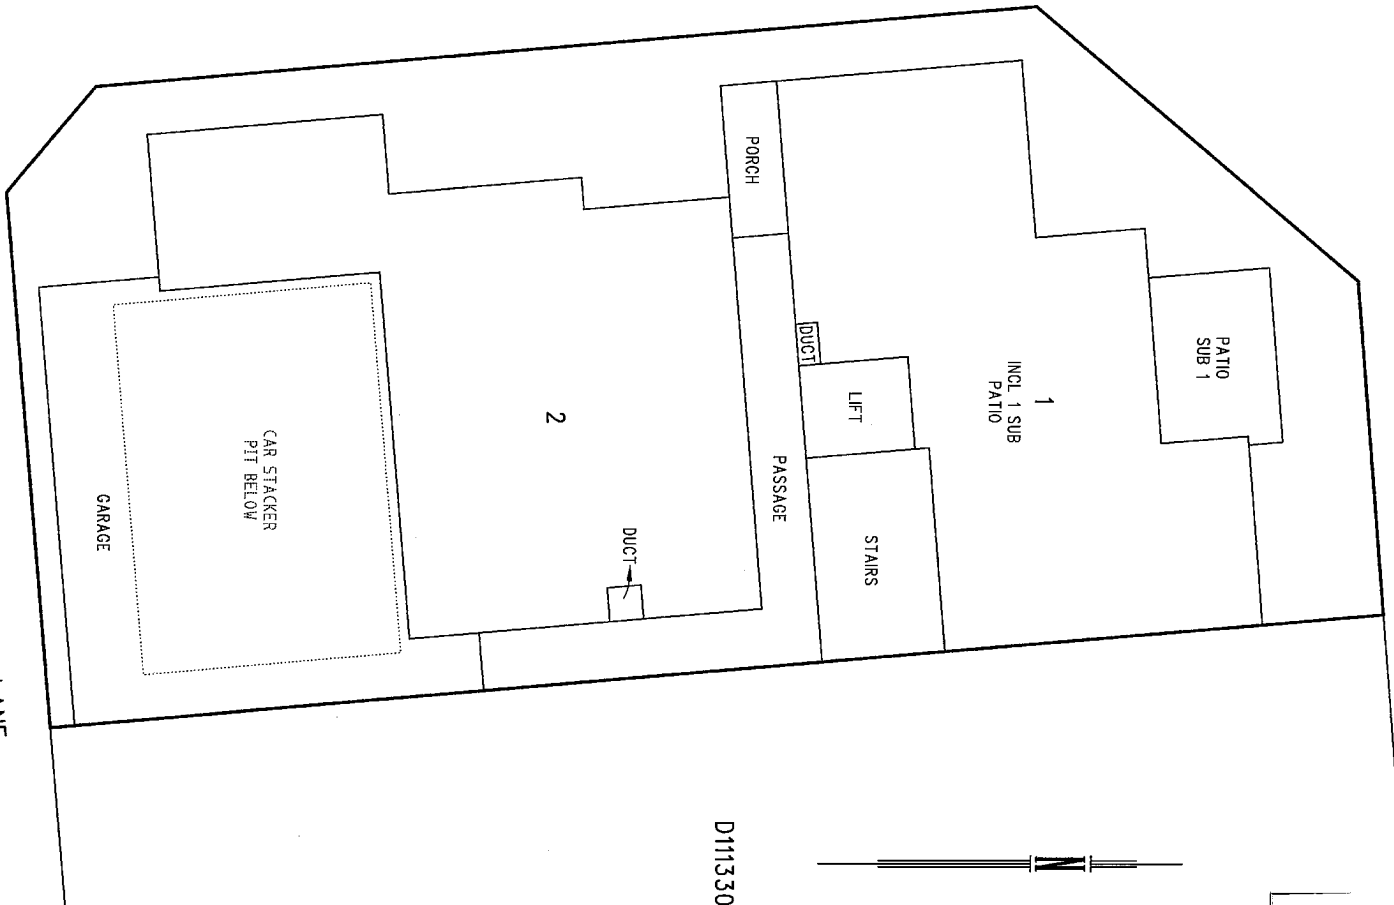 PORCH
PATIO
SUB 1
DUCT
LIFT
1
INCL 1 SUB
PATIO
2
PASSAGE
CAR STACKER
PIT BELOW
GARAGE
DUCT
STAIRS
N
D111330